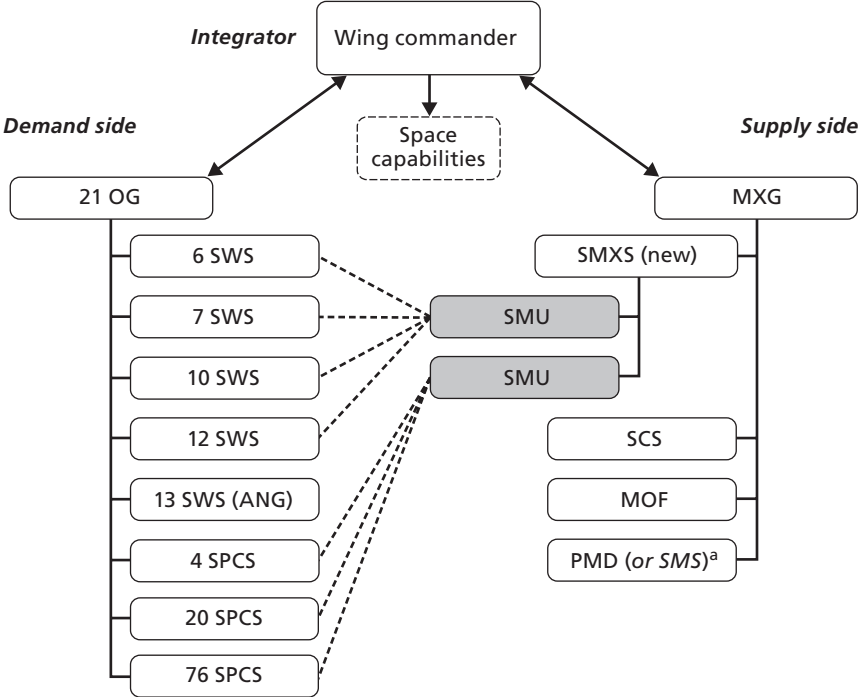 Integrator
Wing commander
Demand side
Space
capabilities
Supply side
21 OG
MXG
6 SWS
SMXS (new)
7 SWS
SMU
10 SWS
SMU
12 SWS
SCS
13 SWS (ANG)
MOF
4 SPCS
PMD (or SMS)ᵃ
20 SPCS
76 SPCS